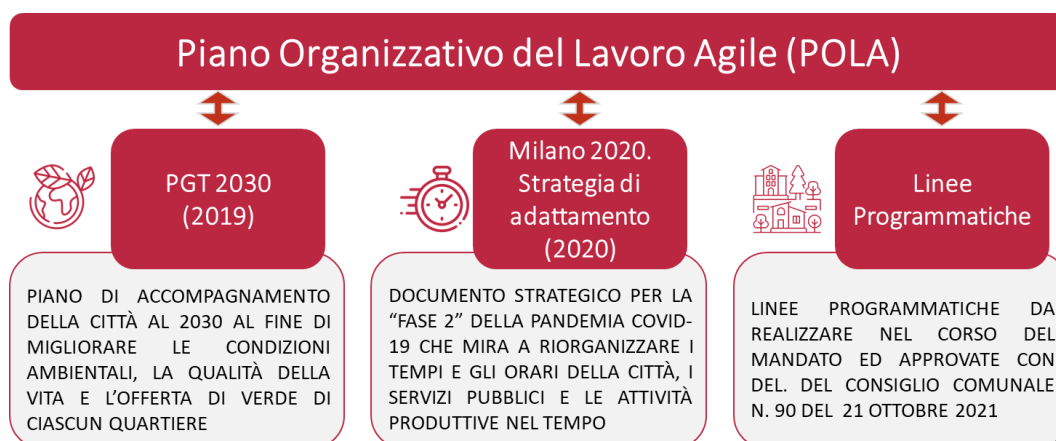 Piano Organizzativo del Lavoro Agile (POLA)
PGT 2030
(2019)
PIANO DI ACCOMPAGNAMENTO
DELLA CITTÀ AL 2030 AL FINE DI
MIGLIORARE LE CONDIZIONI
AMBIENTALI, LA QUALITÀ DELLA
VITA E L’OFFERTA DI VERDE DI
CIASCUN QUARTIERE
Milano 2020.
Strategia di
adattamento
(2020)
DOCUMENTO STRATEGICO PER LA
“FASE 2” DELLA PANDEMIA COVID-
19 CHE MIRA A RIORGANIZZARE I
TEMPI E GLI ORARI DELLA CITTÀ, I
SERVIZI PUBBLICI E LE ATTIVITÀ
PRODUTTIVE NEL TEMPO
Linee
Programmatiche
LINEE PROGRAMMATICHE DA
REALIZZARE NEL CORSO DEL
MANDATO ED APPROVATE CON
DEL. DEL CONSIGLIO COMUNALE
N. 90 DEL 21 OTTOBRE 2021